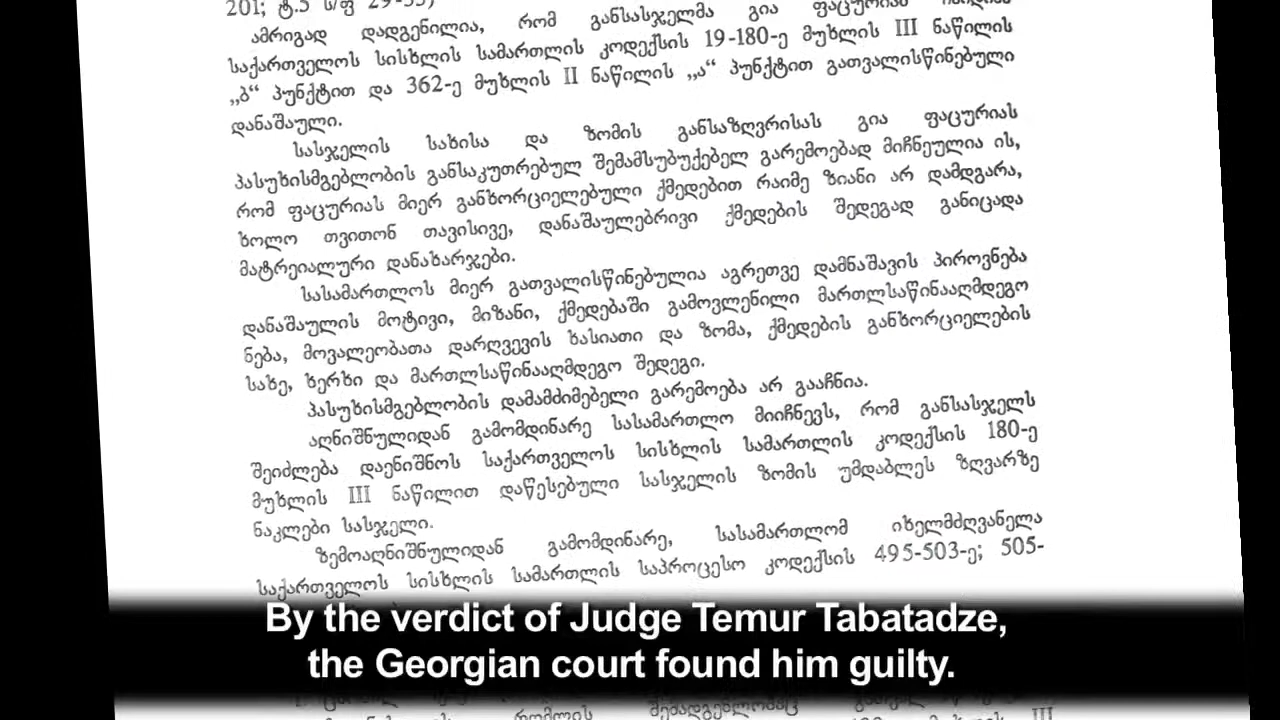 201; ტ.5 ს/ფ 29-33)
ამრიგად დადგენილია, რომ განსასჯელმა გია ფაცურიამ
საქართველოს სისხლის სამართლის კოდექსის 19-180-ე მუხლის III ნაწილის
„ბ“ პუნქტით და 362-ე მუხლის II ნაწილის „ა“ პუნქტით გათვალისწინებული
დანაშაული.
სასჯელის სახისა და ზომის განსაზღვრისას გია ფაცურიას
პასუხისმგებლობის განსაკუთრებულ შემამსუბუქებელ გარემოებად მიჩნეულია ის,
რომ ფაცურიას მიერ განხორციელებული ქმედებით რაიმე ზიანი არ დამდგარა,
ხოლო თვითონ თავისივე, დანაშაულებრივი ქმედების შედეგად განიცადა
მატრეიალური დანახარჯები.
სასამართლოს მიერ გათვალისწინებულია აგრეთვე დამნაშავის პიროვნება
დანაშაულის მოტივი, მიზანი, ქმედებაში გამოვლენილი მართლსაწინააღმდეგო
ნება, მოვალეობათა დარღვევის ხასიათი და ზომა, ქმედების განხორციელების
სახე, ხერხი და მართლსაწინააღმდეგო შედეგი.
პასუხისმგებლობის დამამძიმებელი გარემოება არ გააჩნია.
აღნიშნულიდან გამომდინარე სასამართლო მიიჩნევს, რომ განსასჯელს
შეიძლება დაენიშნოს საქართველოს სისხლის სამართლის კოდექსის 180-ე
მუხლის III ნაწილით დაწესებული სასჯელის ზომის უმდაბლეს ზღვარზე
ნაკლები სასჯელი.
ზემოაღნიშნულიდან გამომდინარე, სასამართლომ იხელმძღვანელა
საქართველოს სისხლის სამართლის საპროცესო კოდექსის 495-503-ე; 505-
By the verdict of Judge Temur Tabatadze,
the Georgian court found him guilty.
III